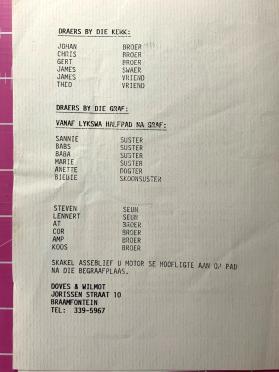 DRAERS BY DIE KERK:
JOHAN BROER
CHRIS BROER
GERT BROER
JAMES SWAER
JAMES VRIEND
THEO VRIEND
DRAERS BY DIE GRAF:
VANAF LYKSWA HALFPAD NA GRAF:
SANNIE SUSTER
BABS SUSTER
BABA SUSTER
MARIE SUSTER
ANETTE DOGTER
BIEBIE SKOONSUSTER
STEVEN SEUN
LENNERT SEUN
AT BROER
COR BROER
AMP BROER
KOOS BROER
SKAKEL ASSEBLIEF U MOTOR SE HOOFLIGTE AAN OP PAD
NA DIE BEGRAAFPLAAS.
DOVES & WILMOT
JORISSEN STRAAT 10
BRAAMFONTEIN
TEL: 339-5967